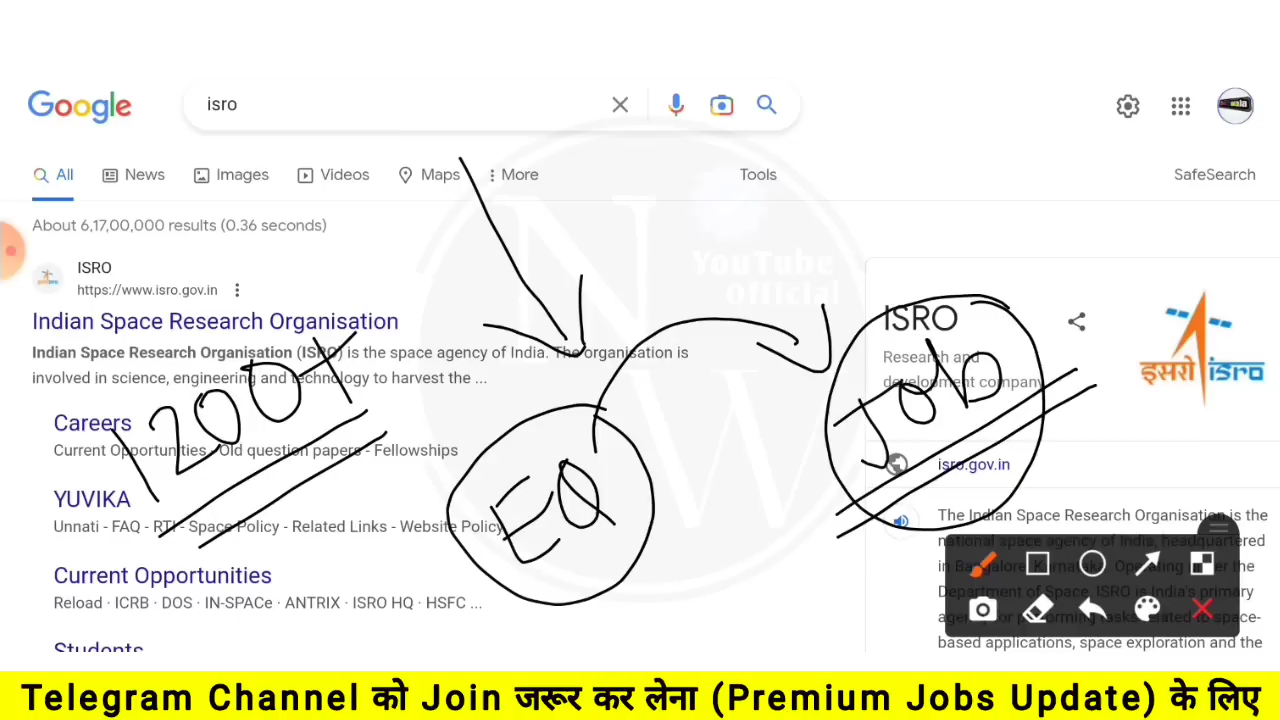 Google
isro
All News Images Videos Maps More Tools SafeSearch
About 6,17,00,000 results (0.36 seconds)
ISRO
https://www.isro.gov.in
Indian Space Research Organisation
Indian Space Research Organisation (ISRO) is the space agency of India. The organisation is
involved in science, engineering and technology to harvest the ...
Careers
Current Opportunities - Old question papers - Fellowships
YUVIKA
Unnati - FAQ - RTI - Space Policy - Related Links - Website Policy
Current Opportunities
Reload · ICRB · DOS · IN-SPACe · ANTRIX · ISRO HQ · HSFC ...
Students
1200+
EQ
Job
NW
YouTube
Official
ISRO
Research and
development company
इसरो isro
isro.gov.in
The Indian Space Research Organisation is the
national space agency of India, headquartered
in Bangalore, Karnataka. Operating under the
Department of Space, ISRO is India's primary
agency for performing tasks related to space-
based applications, space exploration and the
Telegram Channel को Join जरूर कर लेना (Premium Jobs Update) के लिए